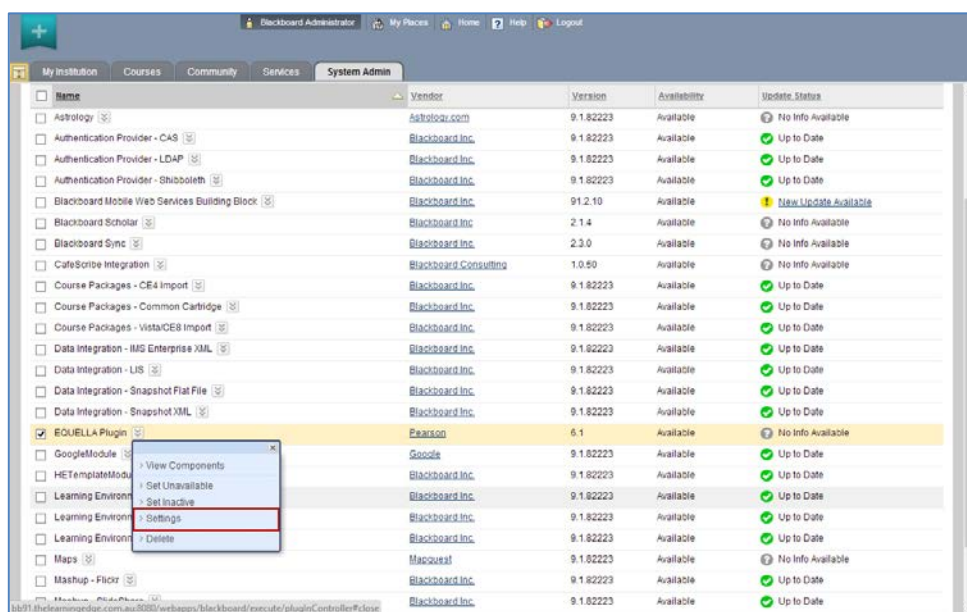 Blackboard Administrator My Places Home ? Help Logout
My Institution Courses Community Services System Admin
Name Vendor Version Availability Update Status
Astrology Astrology.com 9.1.82223 Available ? No Info Available
Authentication Provider - CAS Blackboard Inc. 9.1.82223 Available Up to Date
Authentication Provider - LDAP Blackboard Inc. 9.1.82223 Available Up to Date
Authentication Provider - Shibboleth Blackboard Inc. 9.1.82223 Available Up to Date
Blackboard Mobile Web Services Building Block Blackboard Inc. 91.2.10 Available ! New Update Available
Blackboard Scholar Blackboard Inc 2.1.4 Available ? No Info Available
Blackboard Sync Blackboard Inc. 2.3.0 Available ? No Info Available
CafeScribe Integration Blackboard Consulting 1.0.50 Available ? No Info Available
Course Packages - CE4 Import Blackboard Inc. 9.1.82223 Available Up to Date
Course Packages - Common Cartridge Blackboard Inc. 9.1.82223 Available Up to Date
Course Packages - Vista/CE8 Import Blackboard Inc. 9.1.82223 Available Up to Date
Data Integration - IMS Enterprise XML Blackboard Inc. 9.1.82223 Available Up to Date
Data Integration - LIS Blackboard Inc. 9.1.82223 Available Up to Date
Data Integration - Snapshot Flat File Blackboard Inc. 9.1.82223 Available Up to Date
Data Integration - Snapshot XML Blackboard Inc. 9.1.82223 Available Up to Date
EQUELLA Plugin Pearson 6.1 Available ? No Info Available
GoogleModule Google 9.1.82223 Available Up to Date
> View Components
HETemplateModu Blackboard Inc. 9.1.82223 Available Up to Date
> Set Unavailable
Learning Environ Blackboard Inc. 9.1.82223 Available Up to Date
> Set Inactive
Learning Environ Blackboard Inc. 9.1.82223 Available Up to Date
> Settings
Learning Environ Blackboard Inc. 9.1.82223 Available Up to Date
> Delete
Maps Mapquest 9.1.82223 Available ? No Info Available
Mashup - Flickr Blackboard Inc. 9.1.82223 Available Up to Date
Blackboard Inc. 9.1.82223 Available Up to Date
bb91.thelearningedge.com.au:8080/webapps/blackboard/execute/pluginController#close